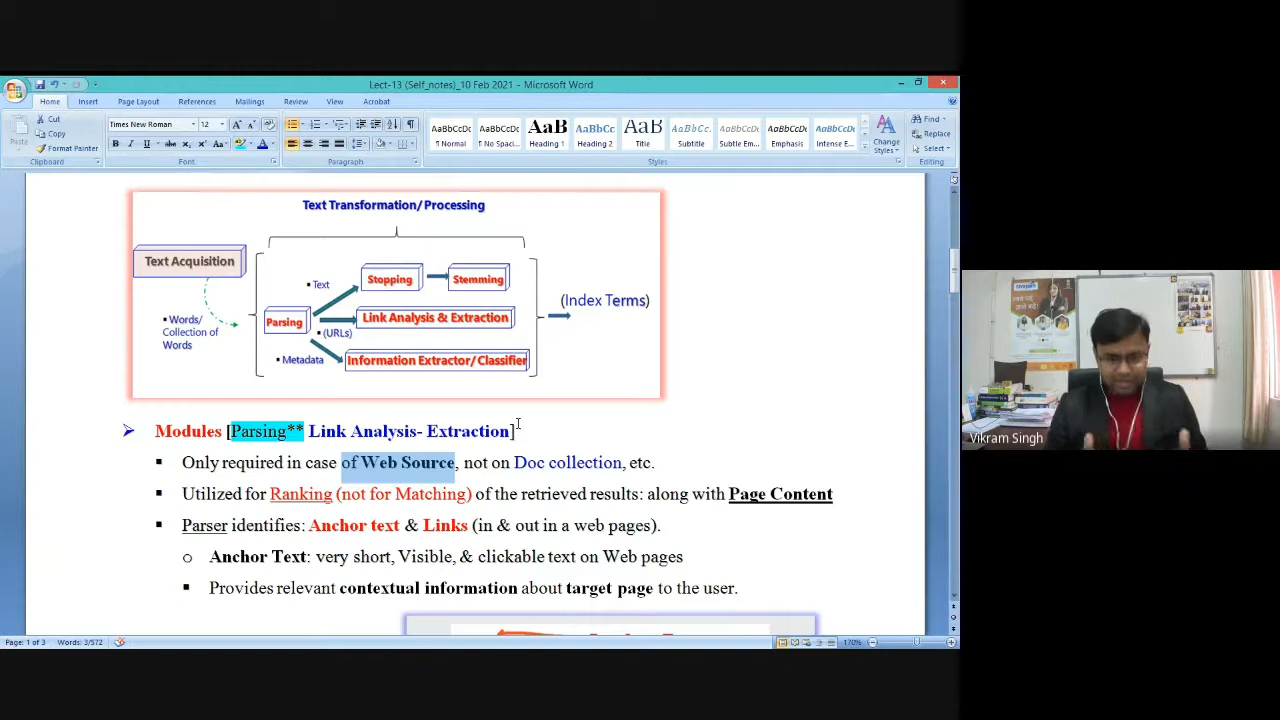 Lect-13 (Self_notes)_10 Feb 2021 - Microsoft Word
Home Insert Page Layout References Mailings Review View Acrobat
Cut
Copy
Format Painter
Paste
Clipboard
Times New Roman 12
Font
Paragraph
AaBbCcDc AaBbCcDc AaB AaBbCc AaB AaBbCc AaBbCcDt AaBbCcDt AaBbCcDt
¶ Normal ¶ No Spaci... Heading 1 Heading 2 Title Subtitle Subtle Em... Emphasis Intense E...
Change Styles
Styles
Find
Replace
Select
Editing
Text Transformation/ Processing
Text Acquisition
▪ Words/
Collection of
Words
Parsing
▪ Text
▪ (URLs)
▪ Metadata
Stopping
Stemming
Link Analysis & Extraction
Information Extractor/ Classifier
(Index Terms)
➢ Modules [Parsing** Link Analysis- Extraction]
▪ Only required in case of Web Source, not on Doc collection, etc.
▪ Utilized for Ranking (not for Matching) of the retrieved results: along with Page Content
▪ Parser identifies: Anchor text & Links (in & out in a web pages).
o Anchor Text: very short, Visible, & clickable text on Web pages
▪ Provides relevant contextual information about target page to the user.
Page: 1 of 3 Words: 3/572
170%
Vikram Singh